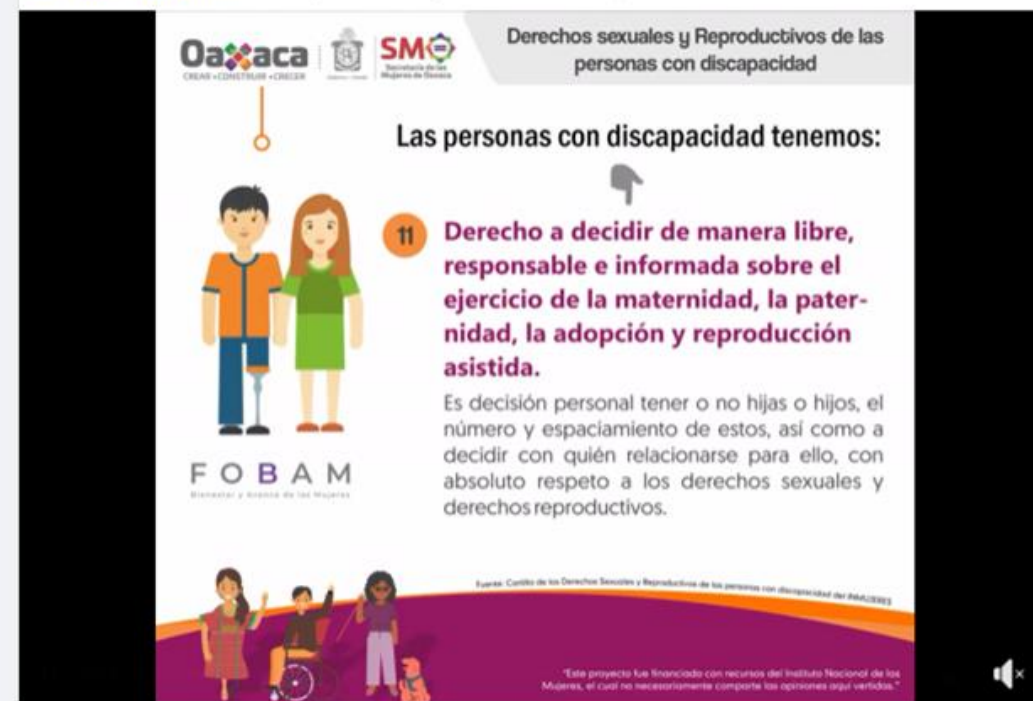 Oaxaca
CREAR • CONSTRUIR • CRECER
SM
Secretaría de las
Mujeres de Oaxaca
Derechos sexuales y Reproductivos de las
personas con discapacidad
Las personas con discapacidad tenemos:
11
Derecho a decidir de manera libre,
responsable e informada sobre el
ejercicio de la maternidad, la pater-
nidad, la adopción y reproducción
asistida.
Es decisión personal tener o no hijas o hijos, el
número y espaciamiento de estos, así como a
decidir con quién relacionarse para ello, con
absoluto respeto a los derechos sexuales y
derechos reproductivos.
FOBAM
Bienestar y Avance de las Mujeres
Fuente: Cartilla de los Derechos Sexuales y Reproductivos de las personas con discapacidad del INMUJERES
"Este proyecto fue financiado con recursos del Instituto Nacional de las
Mujeres, el cual no necesariamente comparte las opiniones aquí vertidas."